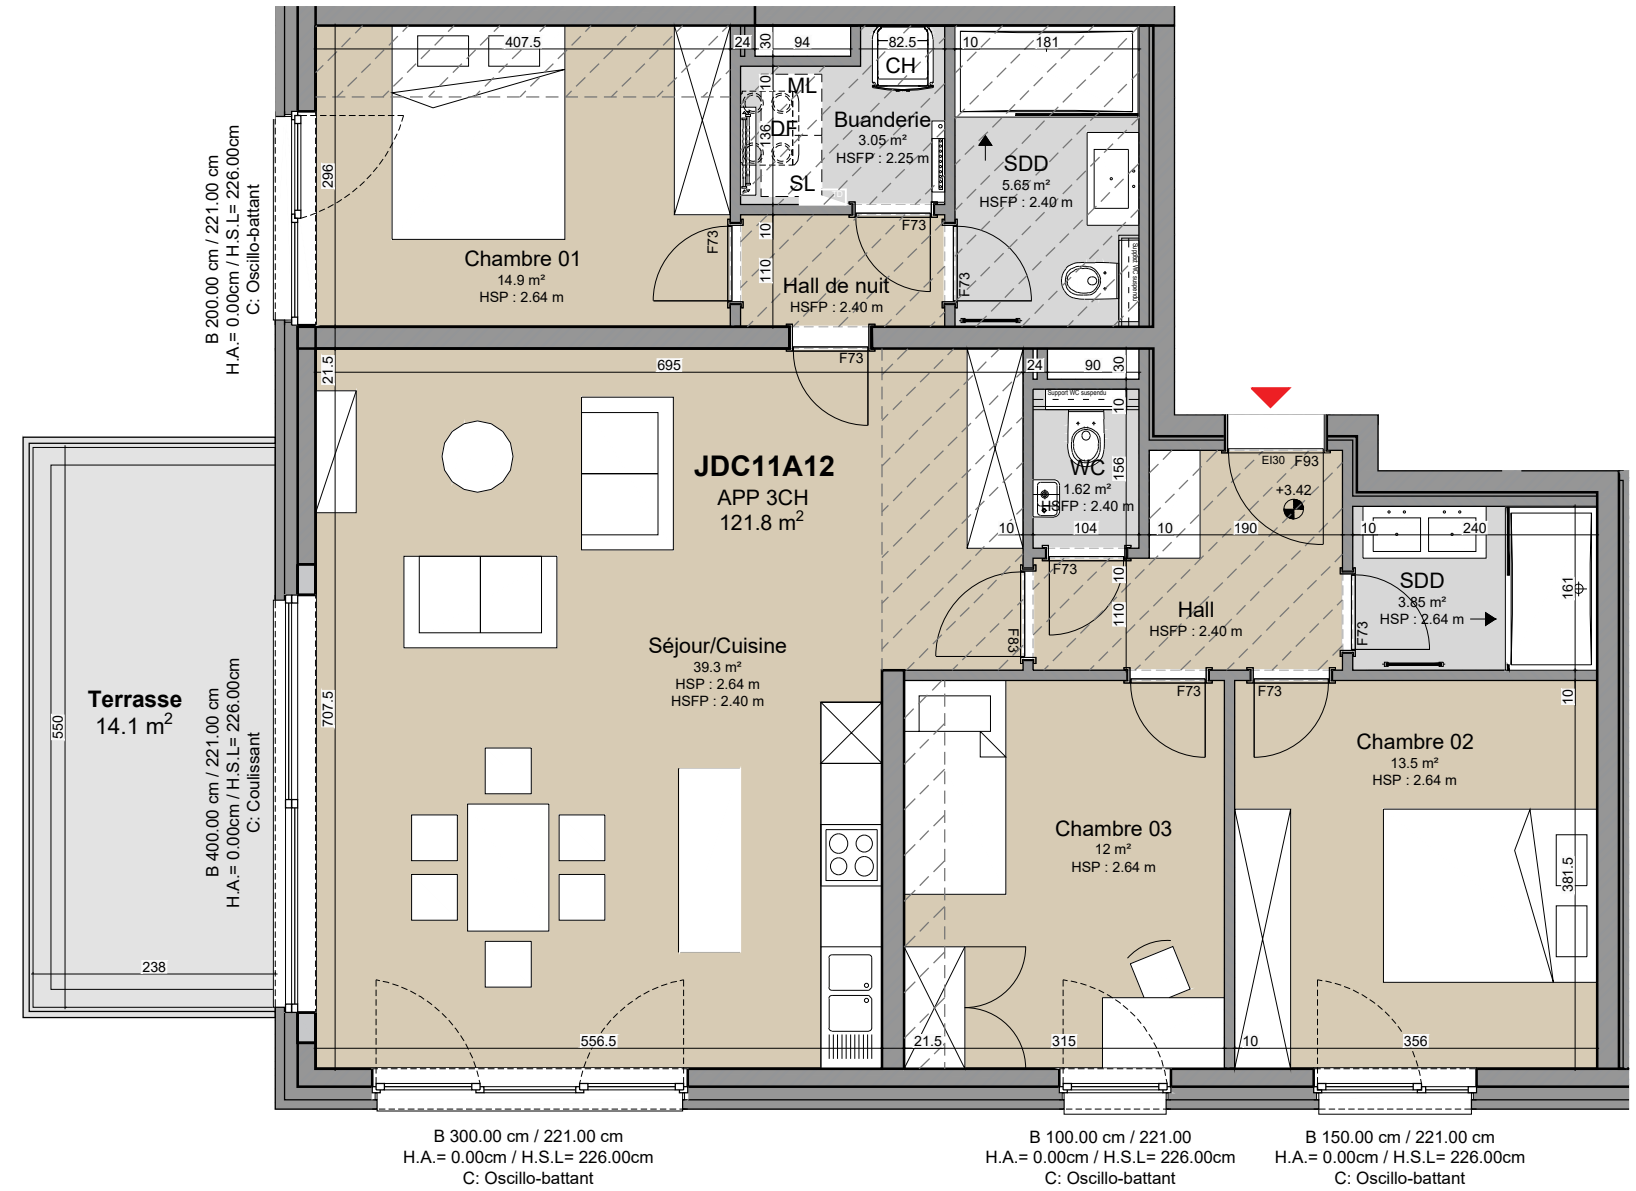 407.5
24
30
94
82.5
10
181
CH
10
ML
DF
136
SL
Buanderie
3.05 m²
HSFP : 2.25 m
SDD
5.65 m²
HSFP : 2.40 m
Support WC suspendu
296
B 200.00 cm / 221.00 cm
H.A.= 0.00cm / H.S.L= 226.00cm
C: Oscillo-battant
Chambre 01
14.9 m²
HSP : 2.64 m
F73
10
110
F73
F73
Hall de nuit
HSFP : 2.40 m
F73
21.5
695
24
90
30
Support WC suspendu
10
JDC11A12
APP 3CH
121.8 m²
WC
1.62 m²
HSFP : 2.40 m
156
10
104
10
190
EI30
F93
+3.42
10
240
F73
10
110
Hall
HSFP : 2.40 m
F83
SDD
3.85 m²
HSP : 2.64 m
161
F73
Séjour/Cuisine
39.3 m²
HSP : 2.64 m
HSFP : 2.40 m
707.5
Terrasse
14.1 m²
550
238
B 400.00 cm / 221.00 cm
H.A.= 0.00cm / H.S.L= 226.00cm
C: Coulissant
F73
F73
10
Chambre 02
13.5 m²
HSP : 2.64 m
381.5
Chambre 03
12 m²
HSP : 2.64 m
556.5
21.5
315
10
356
B 300.00 cm / 221.00 cm
H.A.= 0.00cm / H.S.L= 226.00cm
C: Oscillo-battant
B 100.00 cm / 221.00
H.A.= 0.00cm / H.S.L= 226.00cm
C: Oscillo-battant
B 150.00 cm / 221.00 cm
H.A.= 0.00cm / H.S.L= 226.00cm
C: Oscillo-battant